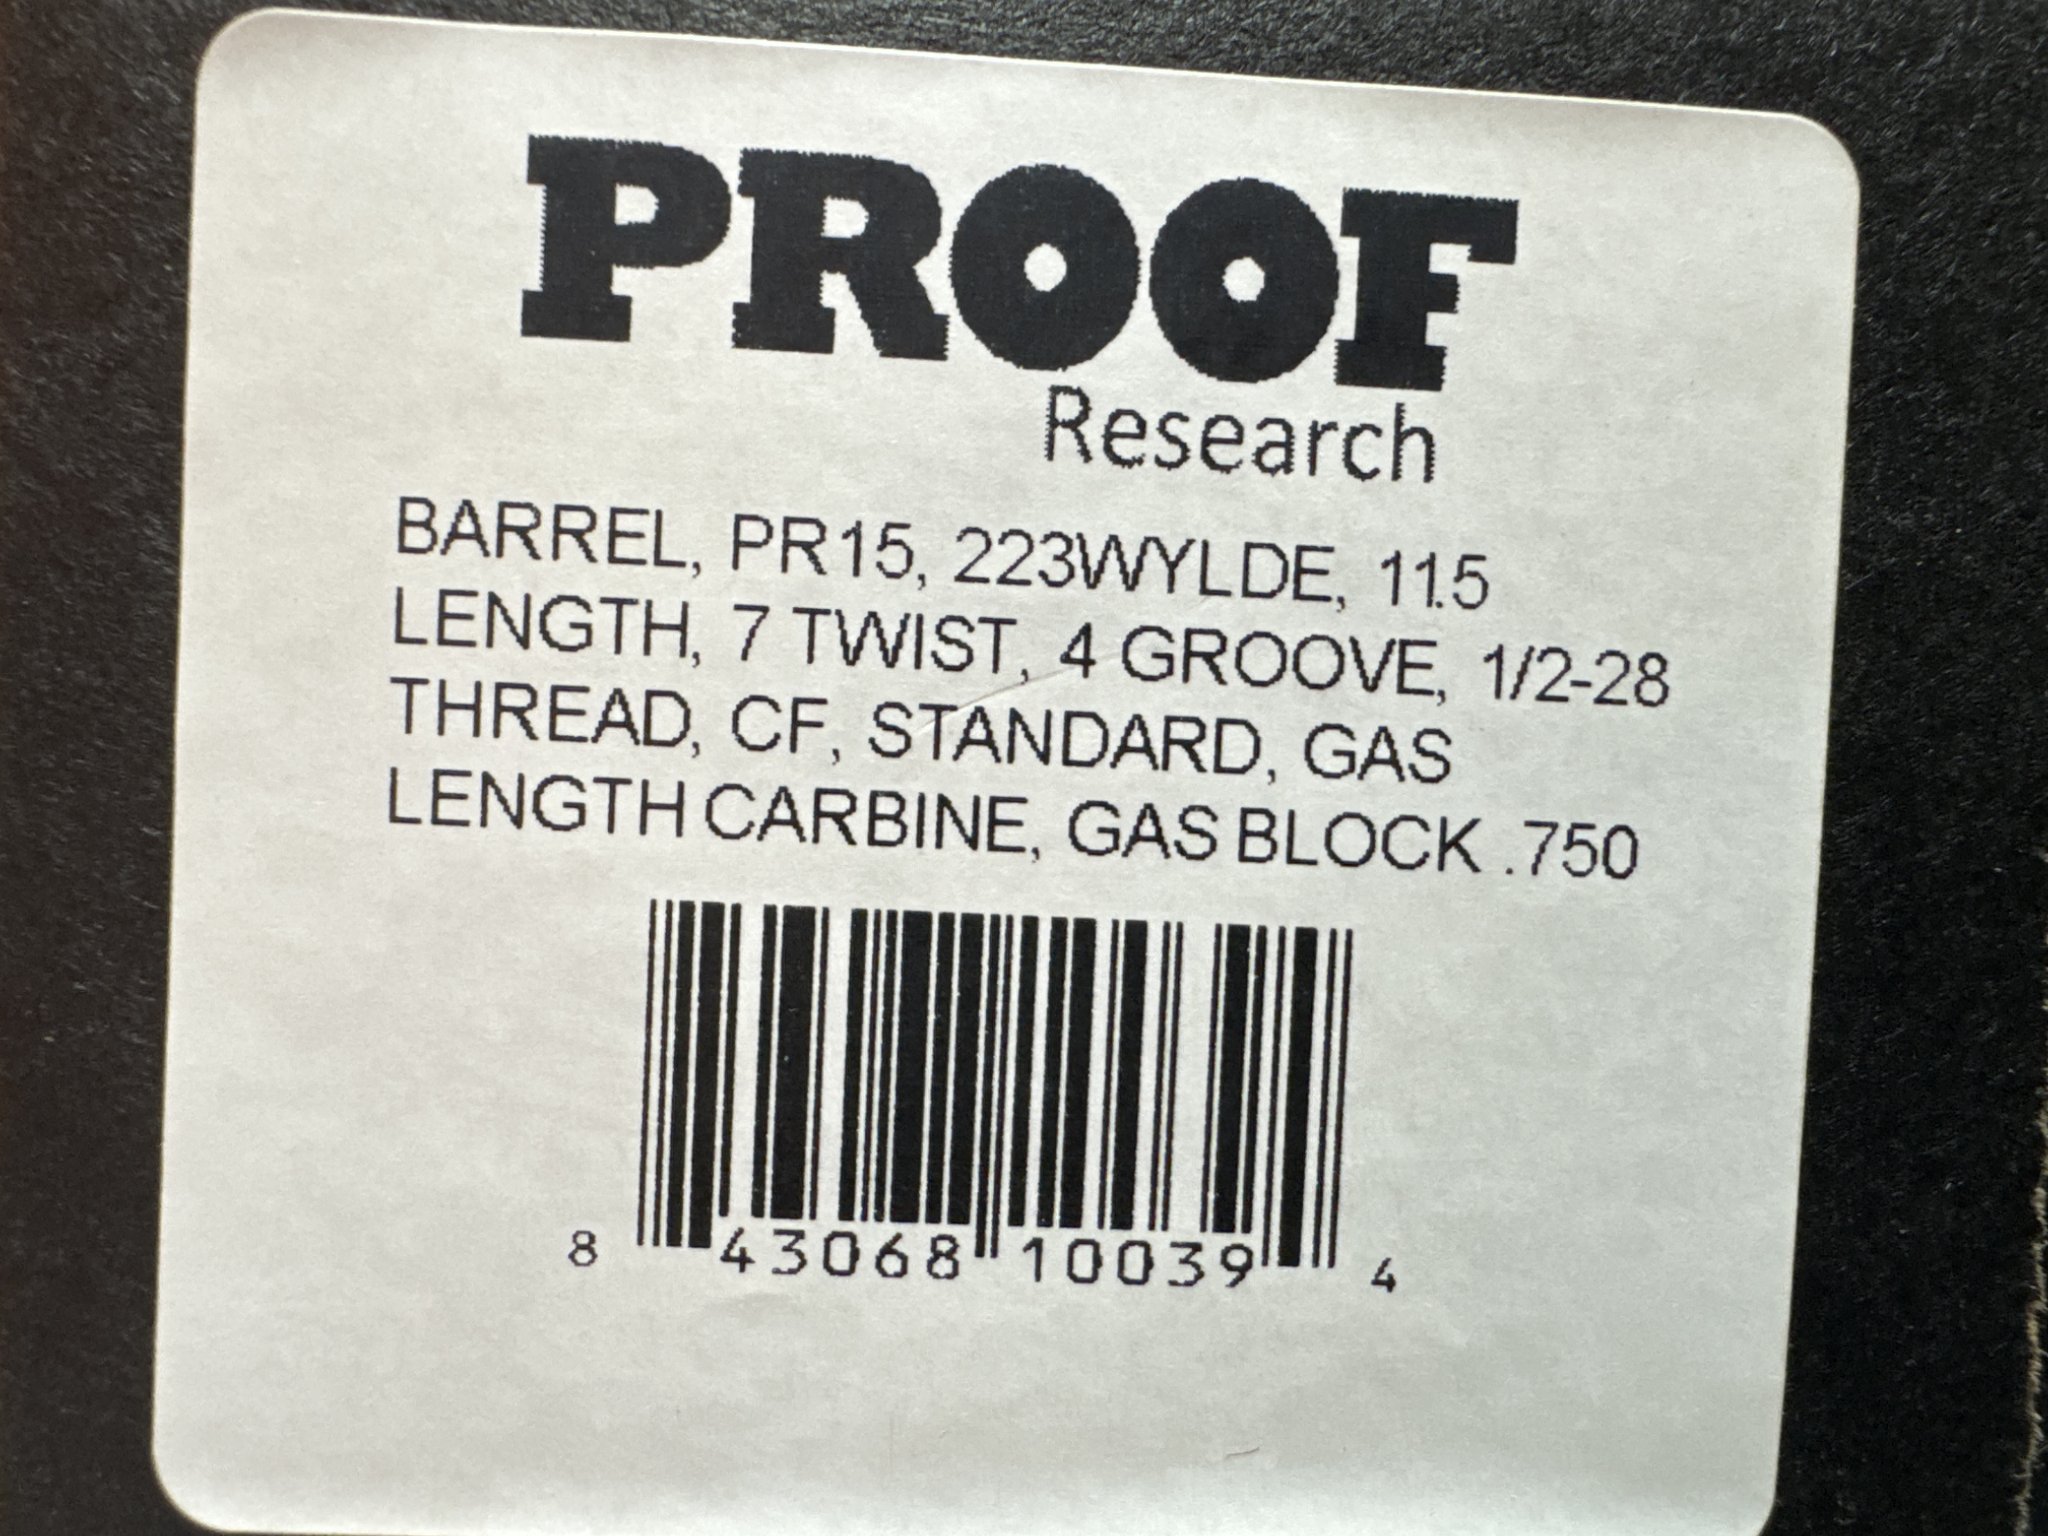 PROOF
Research
BARREL, PR15, 223WYLDE, 11.5
LENGTH, 7 TWIST, 4 GROOVE, 1/2-28
THREAD, CF, STANDARD, GAS
LENGTH CARBINE, GAS BLOCK .750
8 43068 10039 4